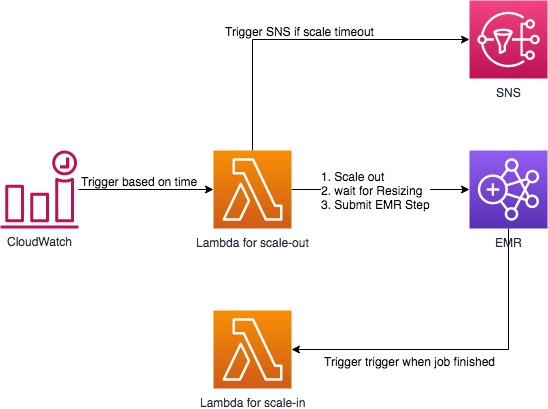 Trigger SNS if scale timeout
SNS
Trigger based on time
1. Scale out
2. wait for Resizing
3. Submit EMR Step
CloudWatch
Lambda for scale-out
EMR
Trigger trigger when job finished
Lambda for scale-in